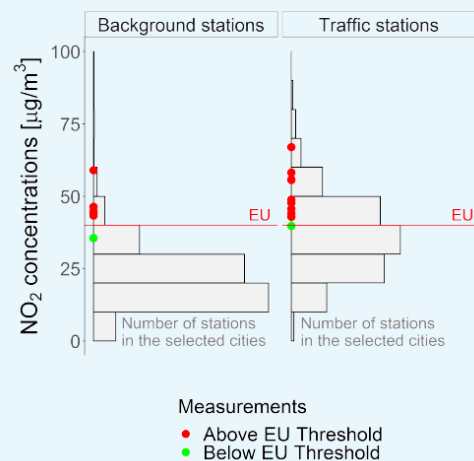 Background stations
Traffic stations
NO₂ concentrations [μg/m³]
100
75
50
25
0
EU
EU
Number of stations
in the selected cities
Number of stations
in the selected cities
Measurements
Above EU Threshold
Below EU Threshold